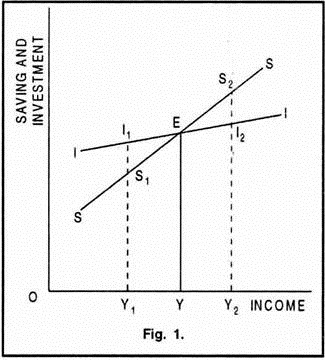 SAVING AND
INVESTMENT
S
S₂
I₁
E
I
I
I₂
S₁
S
O
Y₁
Y
Y₂
INCOME
Fig. 1.